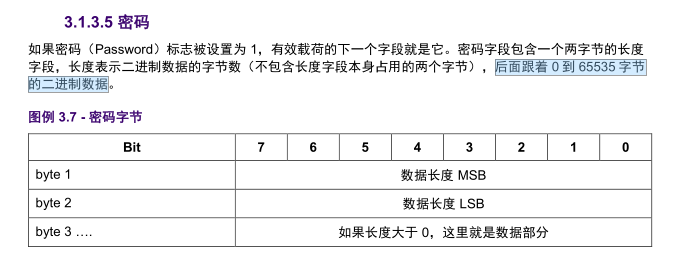 3.1.3.5 密码
如果密码（Password）标志被设置为 1，有效载荷的下一个字段就是它。密码字段包含一个两字节的长度
字段，长度表示二进制数据的字节数（不包含长度字段本身占用的两个字节），后面跟着 0 到 65535 字节
的二进制数据。
图例 3.7 - 密码字节
Bit 7 6 5 4 3 2 1 0
byte 1 数据长度 MSB
byte 2 数据长度 LSB
byte 3 …. 如果长度大于 0，这里就是数据部分